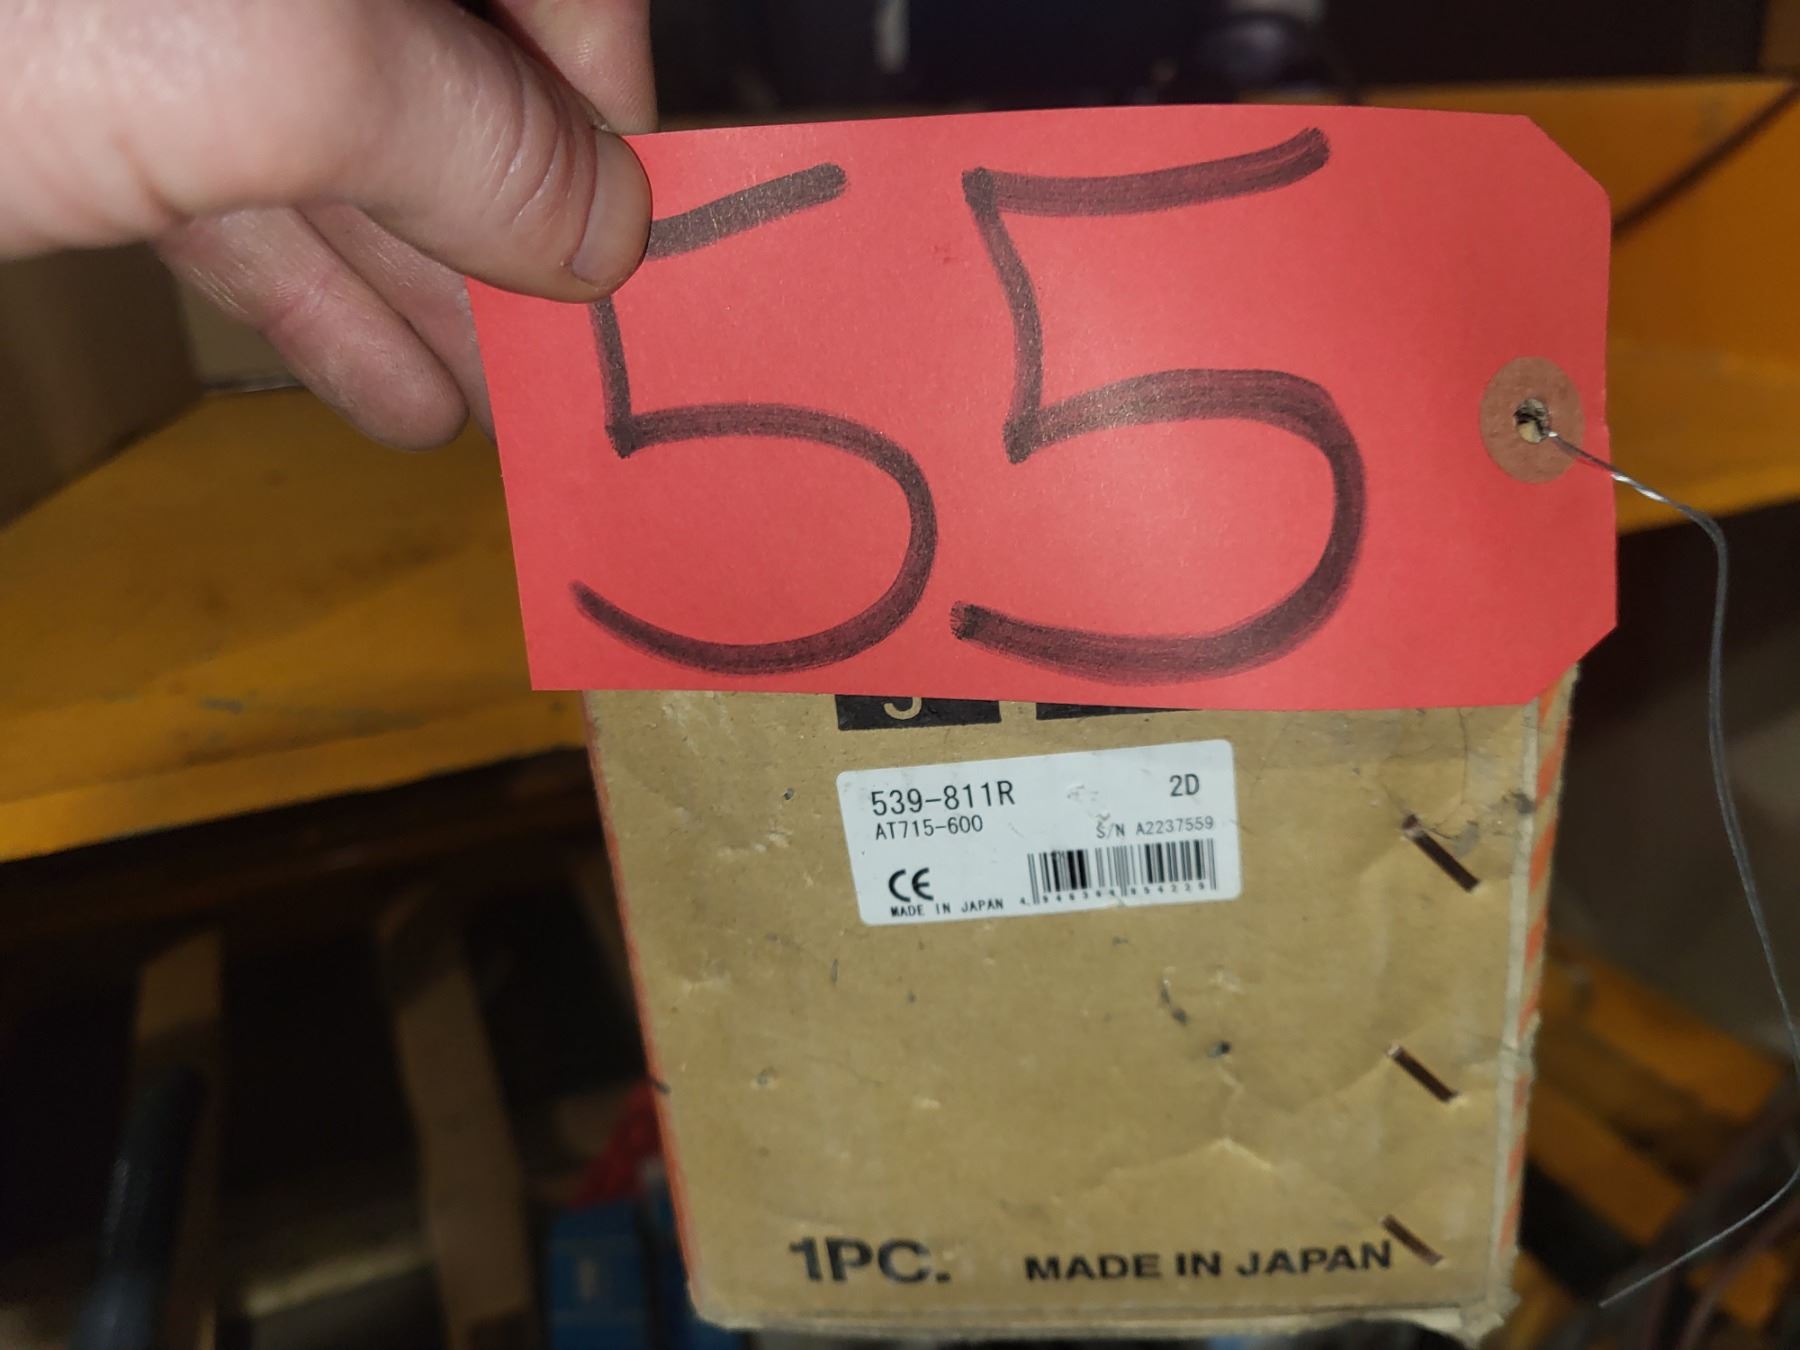 55
539-811R 2D
AT715-600 S/N A2237559
CE
MADE IN JAPAN
1PC. MADE IN JAPAN